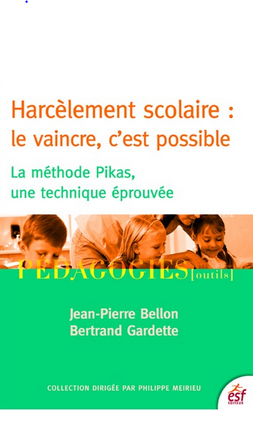 Harcèlement scolaire :
le vaincre, c'est possible
La méthode Pikas,
une technique éprouvée
PÉDAGOGIES[outils]
Jean-Pierre Bellon
Bertrand Gardette
COLLECTION DIRIGÉE PAR PHILIPPE MEIRIEU
esf
ÉDITEUR